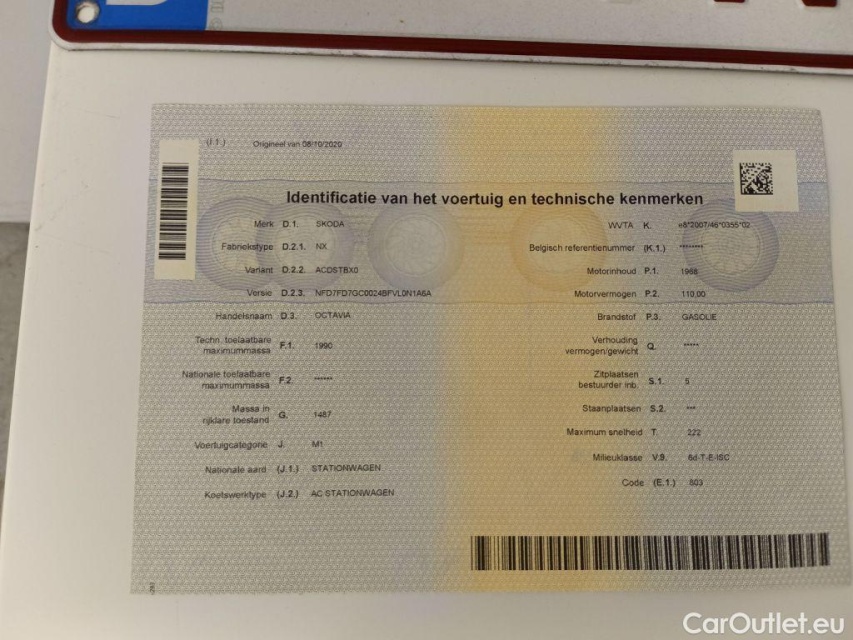 (I.1.) Origineel van 08/10/2020
Identificatie van het voertuig en technische kenmerken
Merk D.1. SKODA
Fabriekstype D.2.1. NX
Variant D.2.2. ACDSTBX0
Versie D.2.3. NFD7FD7GC0024BFVL0N1A6A
Handelsnaam D.3. OCTAVIA
Techn. toelaatbare
maximummassa F.1. 1990
Nationale toelaatbare
maximummassa F.2. ******
Massa in
rijklare toestand G. 1487
Voertuigcategorie J. M1
Nationale aard (J.1.) STATIONWAGEN
Koetswerktype (J.2.) AC STATIONWAGEN
WVTA K. e8*2007/46*0355*02
Belgisch referentienummer (K.1.) ********
Motorinhoud P.1. 1968
Motorvermogen P.2. 110,00
Brandstof P.3. GASOLIE
Verhouding
vermogen/gewicht Q. *****
Zitplaatsen
bestuurder inb. S.1. 5
Staanplaatsen S.2. ***
Maximum snelheid T. 222
Milieuklasse V.9. 6d-T-E-ISC
Code (E.1.) 803
CarOutlet.eu